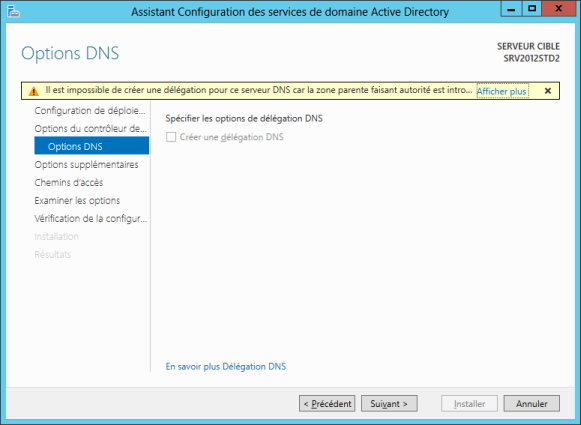 Assistant Configuration des services de domaine Active Directory
Options DNS
SERVEUR CIBLE
SRV2012STD2
Il est impossible de créer une délégation pour ce serveur DNS car la zone parente faisant autorité est intro... Afficher plus
Configuration de déploie...
Options du contrôleur de...
Options DNS
Options supplémentaires
Chemins d'accès
Examiner les options
Vérification de la configur...
Installation
Résultats
Spécifier les options de délégation DNS
Créer une délégation DNS
En savoir plus Délégation DNS
< Précédent
Suivant >
Installer
Annuler